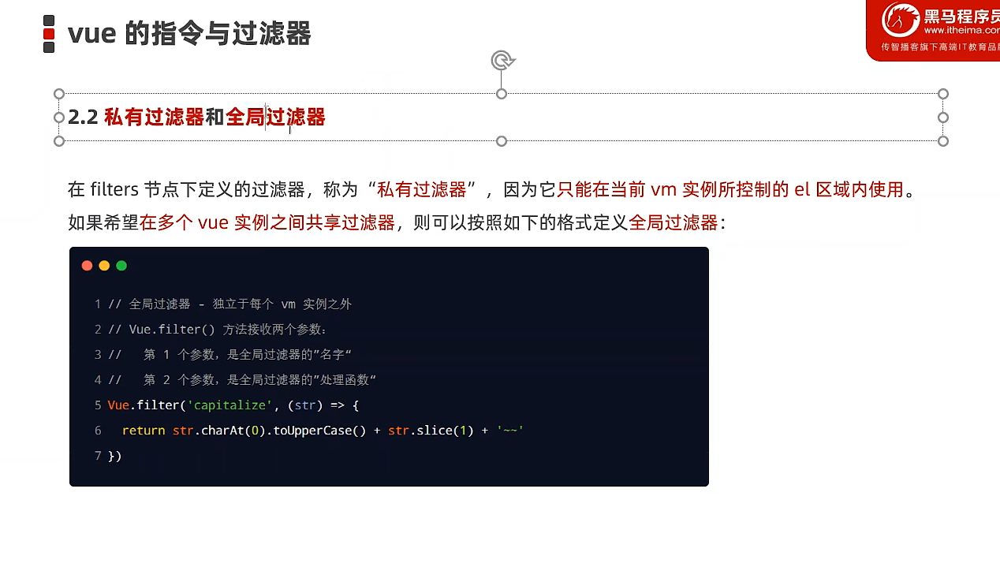 vue 的指令与过滤器
黑马程序员
www.itheima.com
传智播客旗下高端IT教育品牌
2.2 私有过滤器和全局过滤器
在 filters 节点下定义的过滤器，称为“私有过滤器”，因为它只能在当前 vm 实例所控制的 el 区域内使用。
如果希望在多个 vue 实例之间共享过滤器，则可以按照如下的格式定义全局过滤器：
1 // 全局过滤器 - 独立于每个 vm 实例之外
2 // Vue.filter() 方法接收两个参数：
3 //   第 1 个参数，是全局过滤器的”名字“
4 //   第 2 个参数，是全局过滤器的”处理函数“
5 Vue.filter('capitalize', (str) => {
6   return str.charAt(0).toUpperCase() + str.slice(1) + '~~'
7 })